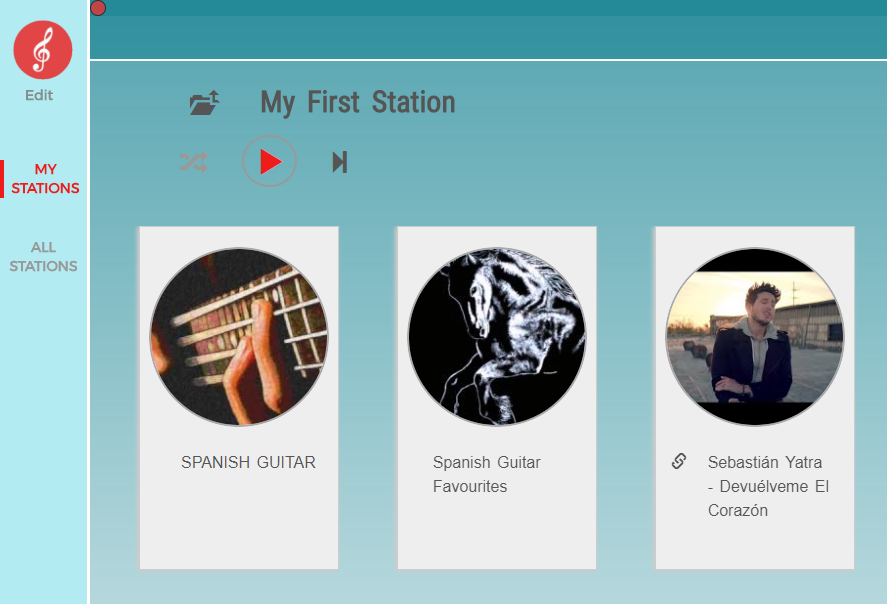 Edit
MY
STATIONS
ALL
STATIONS
My First Station
SPANISH GUITAR
Spanish Guitar
Favourites
Sebastián Yatra
- Devuélveme El
Corazón